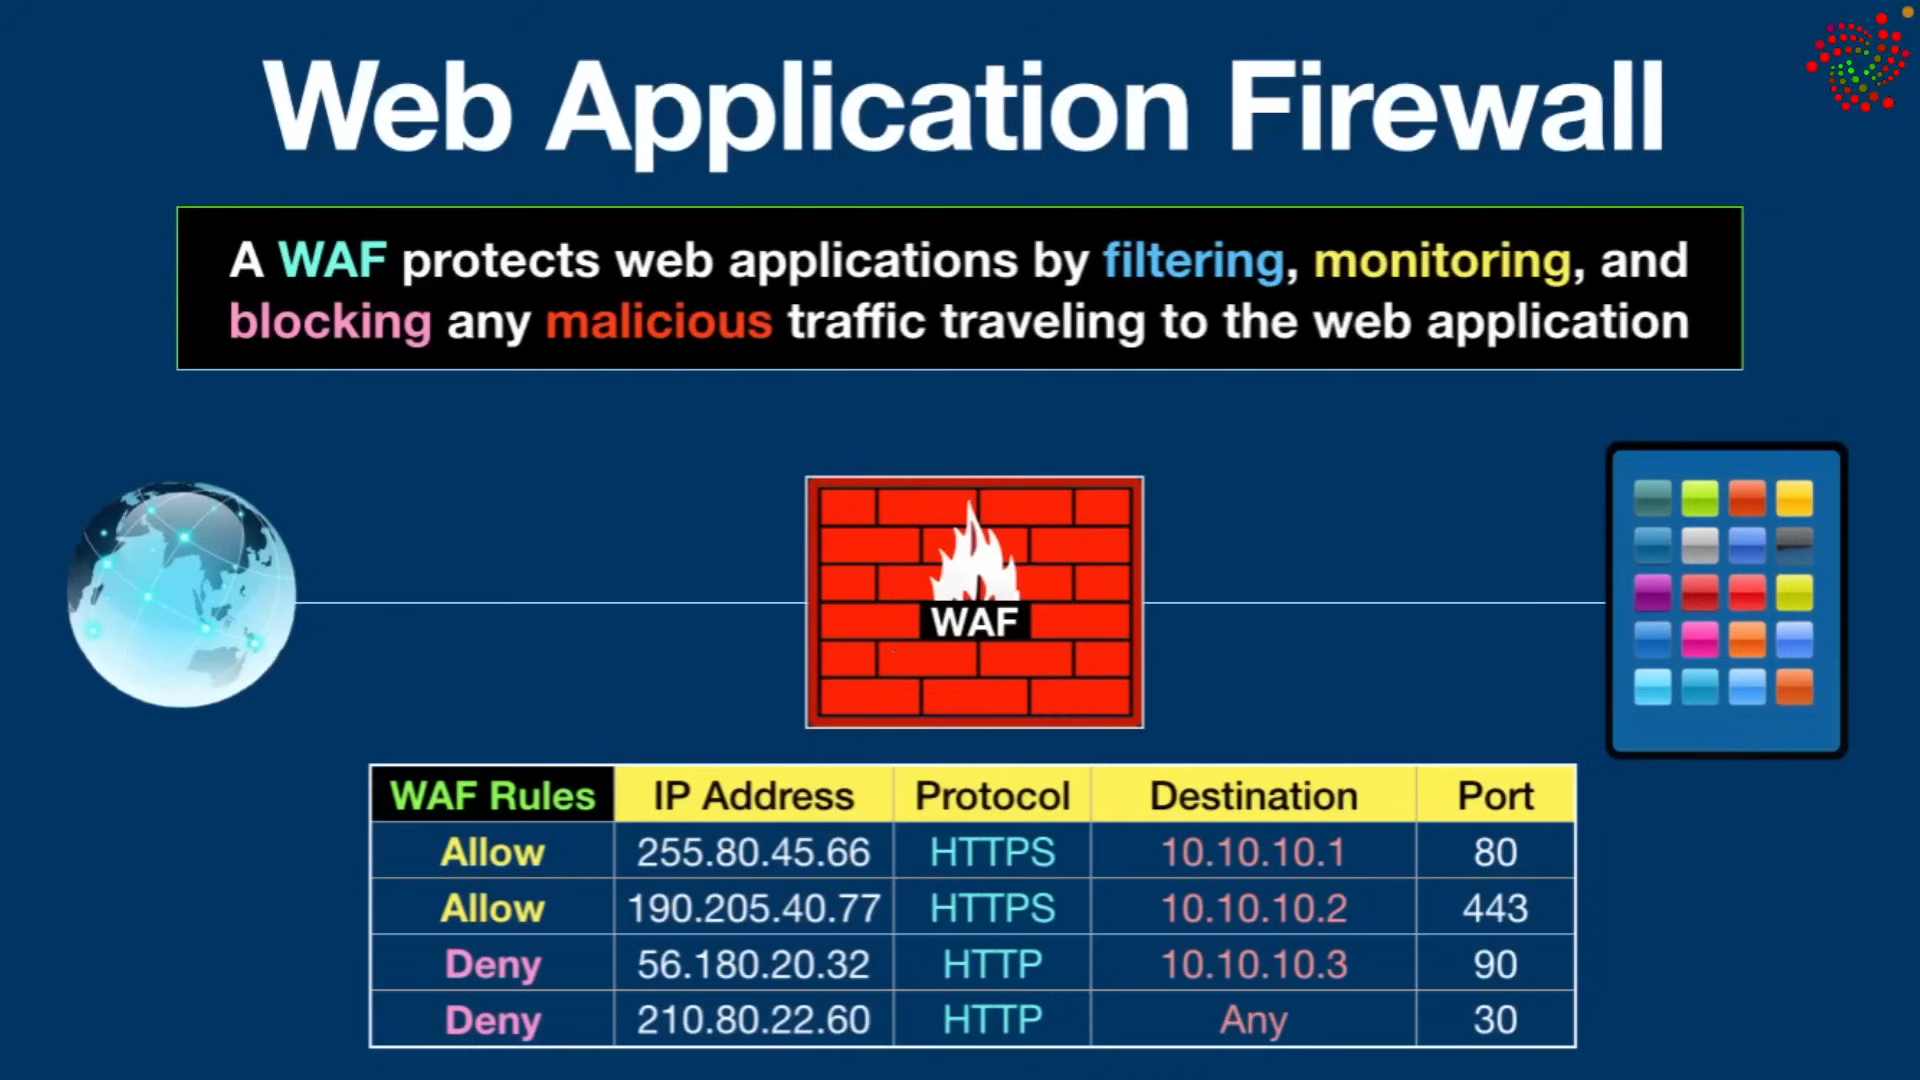 Web Application Firewall
A WAF protects web applications by filtering, monitoring, and
blocking any malicious traffic traveling to the web application
WAF
WAF Rules IP Address Protocol Destination Port
Allow 255.80.45.66 HTTPS 10.10.10.1 80
Allow 190.205.40.77 HTTPS 10.10.10.2 443
Deny 56.180.20.32 HTTP 10.10.10.3 90
Deny 210.80.22.60 HTTP Any 30